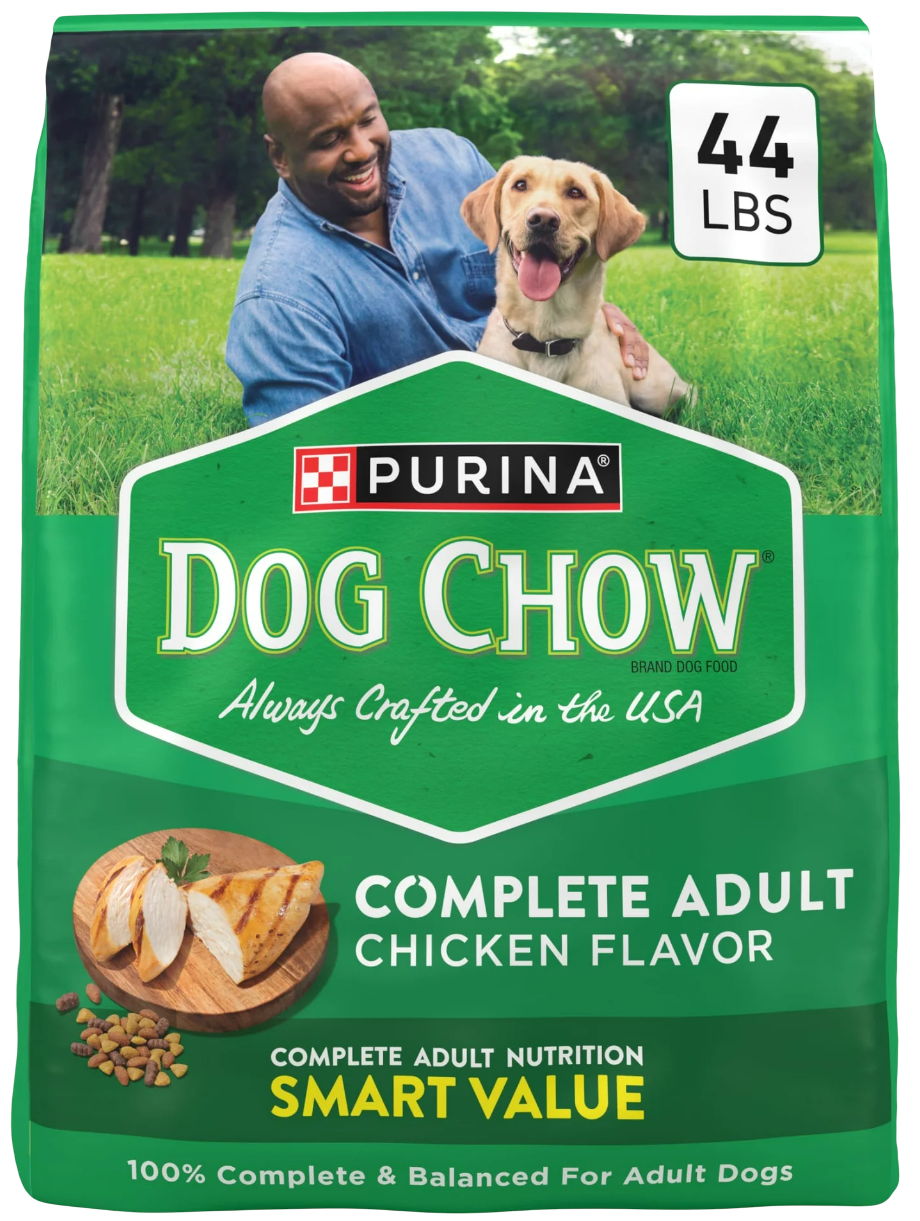 44
LBS
PURINA®
DOG CHOW®
BRAND DOG FOOD
Always Crafted in the USA
COMPLETE ADULT
CHICKEN FLAVOR
COMPLETE ADULT NUTRITION
SMART VALUE
100% Complete & Balanced For Adult Dogs